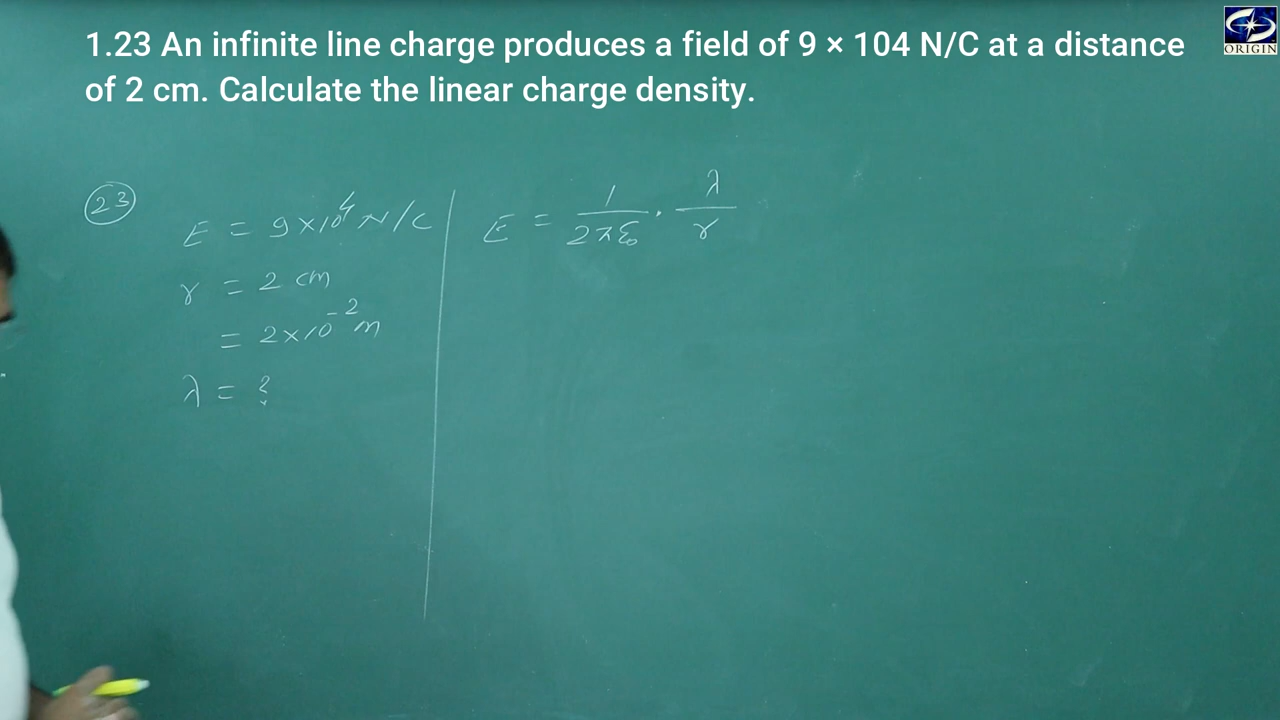 1.23 An infinite line charge produces a field of 9 × 104 N/C at a distance
of 2 cm. Calculate the linear charge density.
ORIGIN
23
E = 9×10⁴ N/C
r = 2 cm
= 2×10⁻² m
λ = ?
E = 1/2πε₀ · λ/r